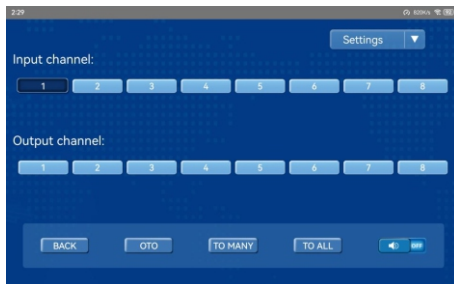 2:29
Settings
Input channel:
1 2 3 4 5 6 7 8
Output channel:
1 2 3 4 5 6 7 8
BACK OTO TO MANY TO ALL OFF